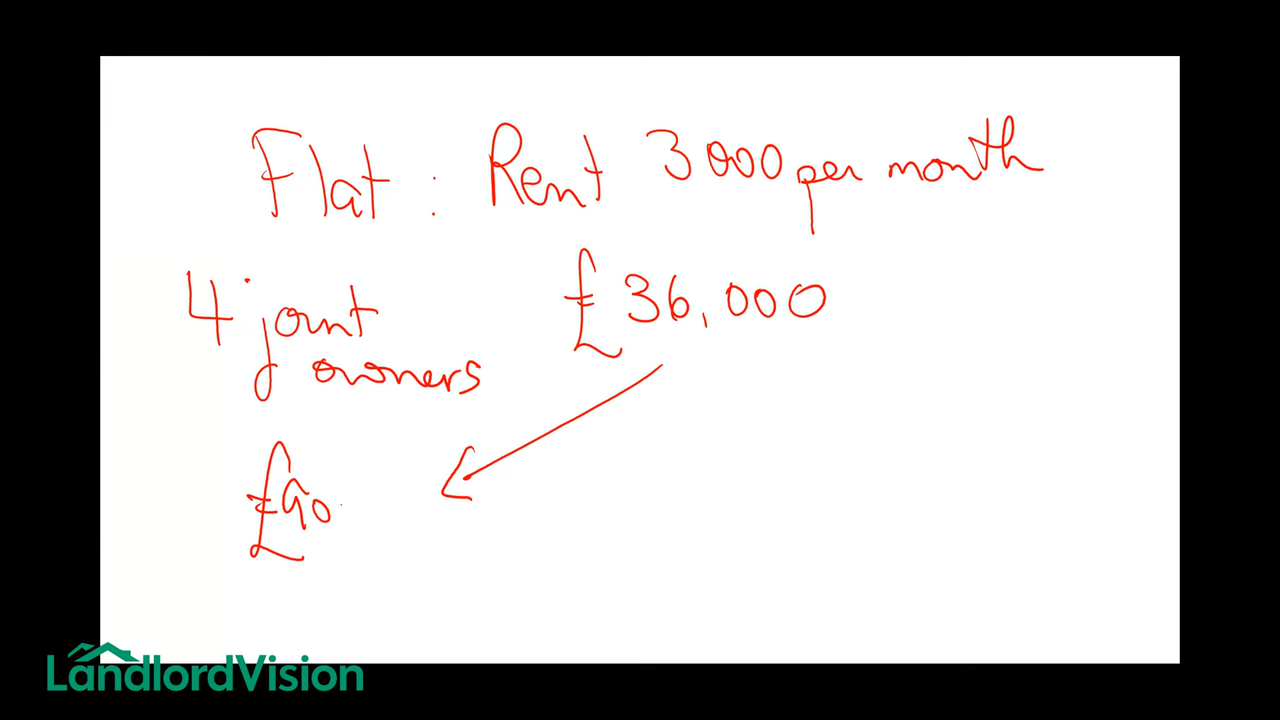 Flat : Rent 3000 per month
4 joint owners
£36,000
£90
LandlordVision